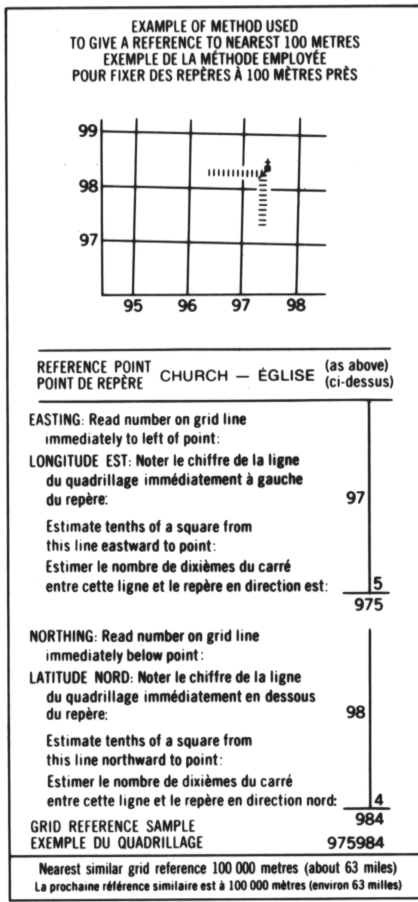 EXAMPLE OF METHOD USED
TO GIVE A REFERENCE TO NEAREST 100 METRES
EXEMPLE DE LA MÉTHODE EMPLOYÉE
POUR FIXER DES REPÈRES À 100 MÈTRES PRÈS
99
98
97
95 96 97 98
REFERENCE POINT
POINT DE REPÈRE CHURCH — ÉGLISE (as above)
(ci-dessus)
EASTING: Read number on grid line
immediately to left of point:
LONGITUDE EST: Noter le chiffre de la ligne
du quadrillage immédiatement à gauche
du repère: 97
Estimate tenths of a square from
this line eastward to point:
Estimer le nombre de dixièmes du carré
entre cette ligne et le repère en direction est: 5
975
NORTHING: Read number on grid line
immediately below point:
LATITUDE NORD: Noter le chiffre de la ligne
du quadrillage immédiatement en dessous
du repère: 98
Estimate tenths of a square from
this line northward to point:
Estimer le nombre de dixièmes du carré
entre cette ligne et le repère en direction nord: 4
984
GRID REFERENCE SAMPLE
EXEMPLE DU QUADRILLAGE 975984
Nearest similar grid reference 100 000 metres (about 63 miles)
La prochaine référence similaire est à 100 000 mètres (environ 63 milles)